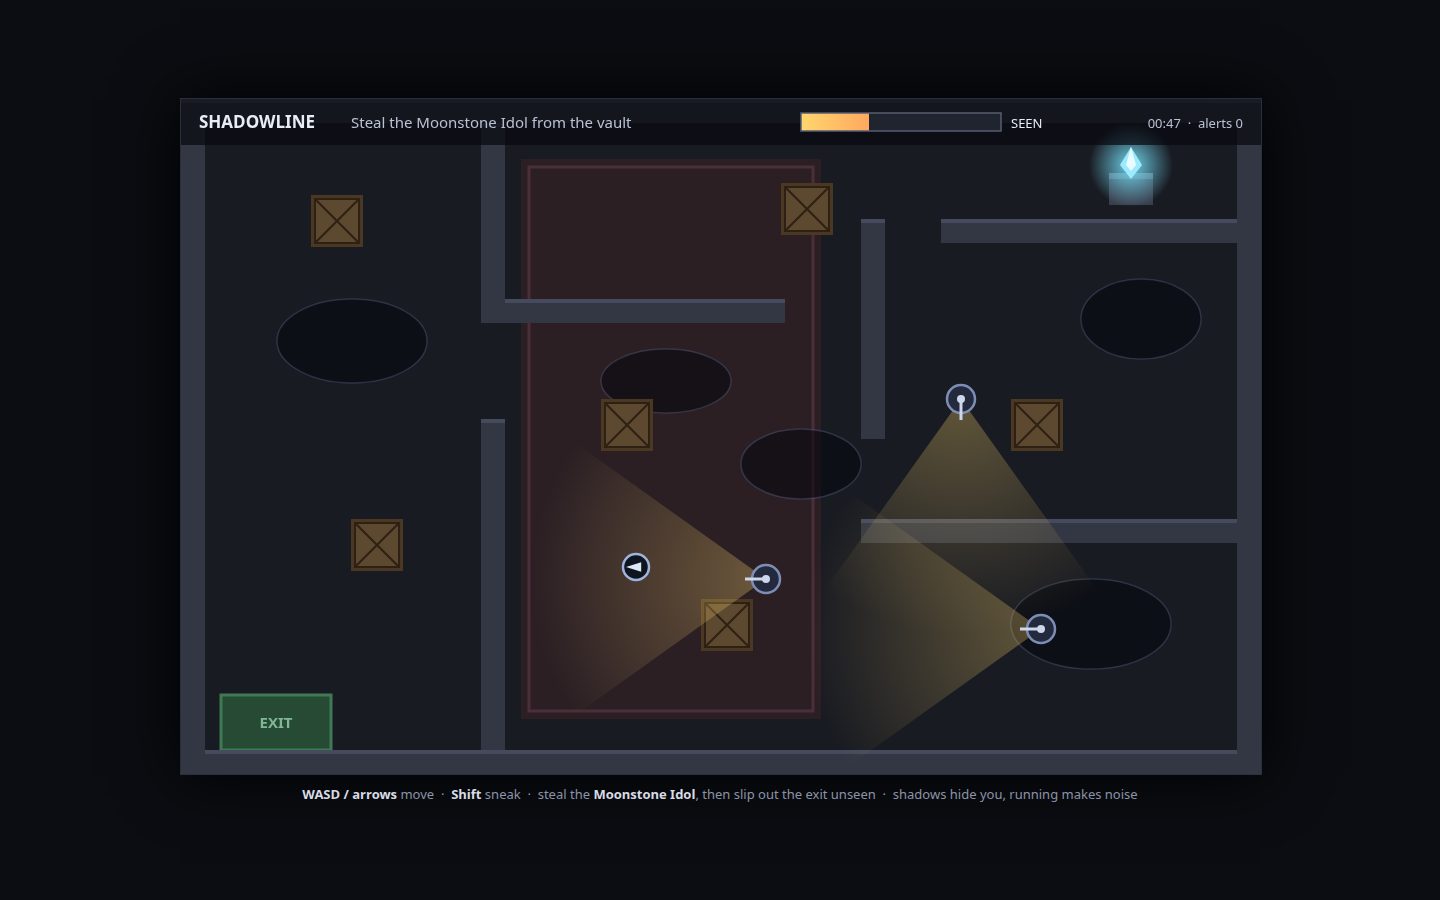 SHADOWLINE Steal the Moonstone Idol from the vault SEEN 00:47 · alerts 0
EXIT
WASD / arrows move · Shift sneak · steal the Moonstone Idol, then slip out the exit unseen · shadows hide you, running makes noise